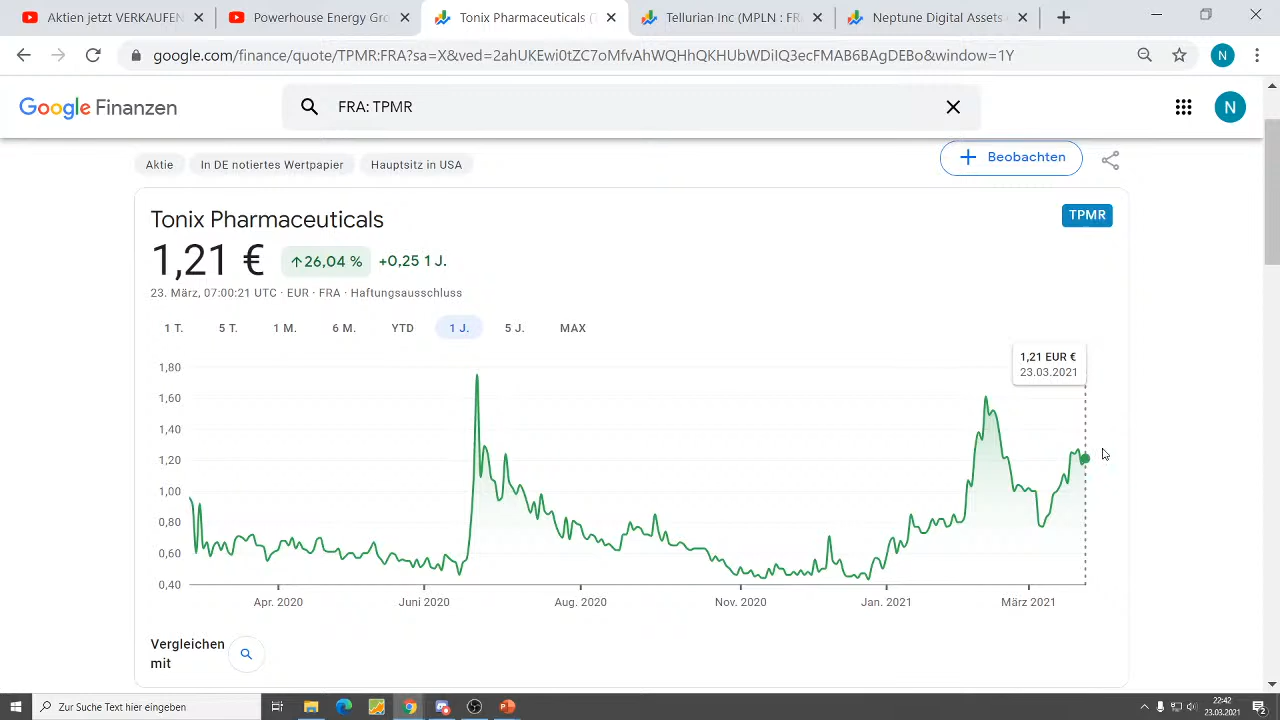 Aktien jetzt VERKAUFEN
Powerhouse Energy Gro
Tonix Pharmaceuticals (T
Tellurian Inc (MPLN : FRA
Neptune Digital Assets
google.com/finance/quote/TPMR:FRA?sa=X&ved=2ahUKEwi0tZC7oMfvAhWQHhQKHUbWDiIQ3ecFMAB6BAgDEBo&window=1Y
N
Google Finanzen
FRA: TPMR
N
Aktie
In DE notiertes Wertpapier
Hauptsitz in USA
Beobachten
Tonix Pharmaceuticals
TPMR
1,21 €
↑26,04 %
+0,25 1 J.
23. März, 07:00:21 UTC · EUR · FRA · Haftungsausschluss
1 T.
5 T.
1 M.
6 M.
YTD
1 J.
5 J.
MAX
1,21 EUR €
23.03.2021
1,80
1,60
1,40
1,20
1,00
0,80
0,60
0,40
Apr. 2020
Juni 2020
Aug. 2020
Nov. 2020
Jan. 2021
März 2021
Vergleichen
mit
Zur Suche Text hier eingeben
22:42
23.03.2021